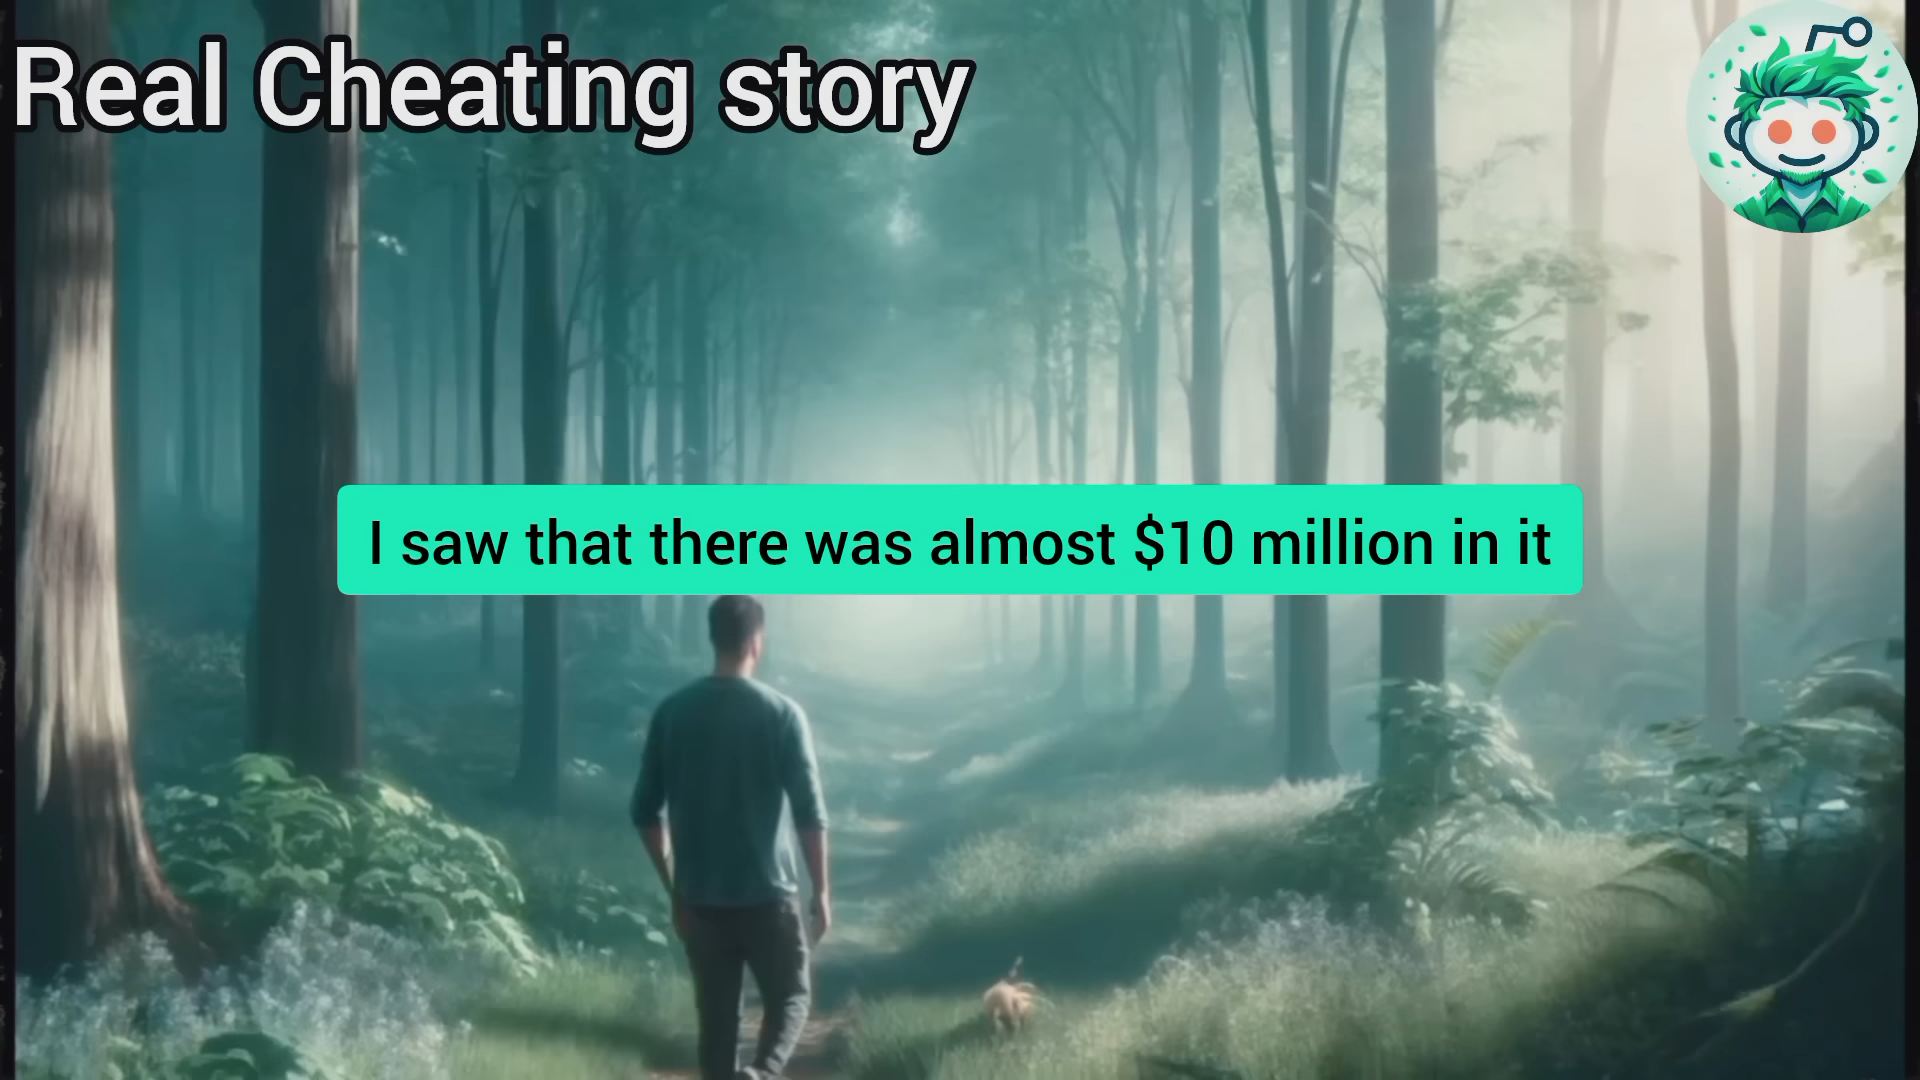 Real Cheating story
I saw that there was almost $10 million in it